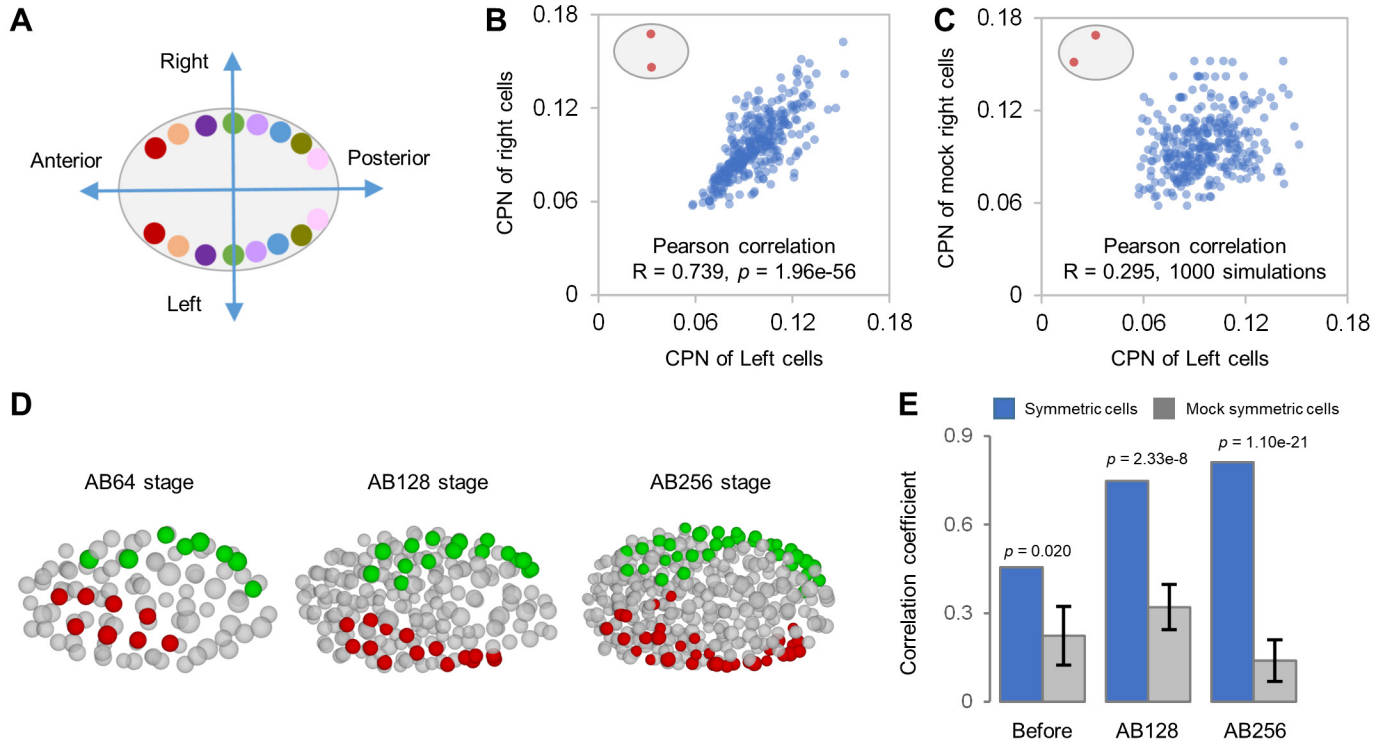 A
Right
Anterior
Posterior
Left
B
0.18
0.12
0.06
0
CPN of right cells
Pearson correlation
R = 0.739, p = 1.96e-56
0
0.06
0.12
0.18
CPN of Left cells
C
0.18
0.12
0.06
0
CPN of mock right cells
Pearson correlation
R = 0.295, 1000 simulations
0
0.06
0.12
0.18
CPN of Left cells
D
AB64 stage
AB128 stage
AB256 stage
E
Symmetric cells
Mock symmetric cells
0.9
0.6
0.3
0
Correlation coefficient
p = 0.020
p = 2.33e-8
p = 1.10e-21
Before
AB128
AB256